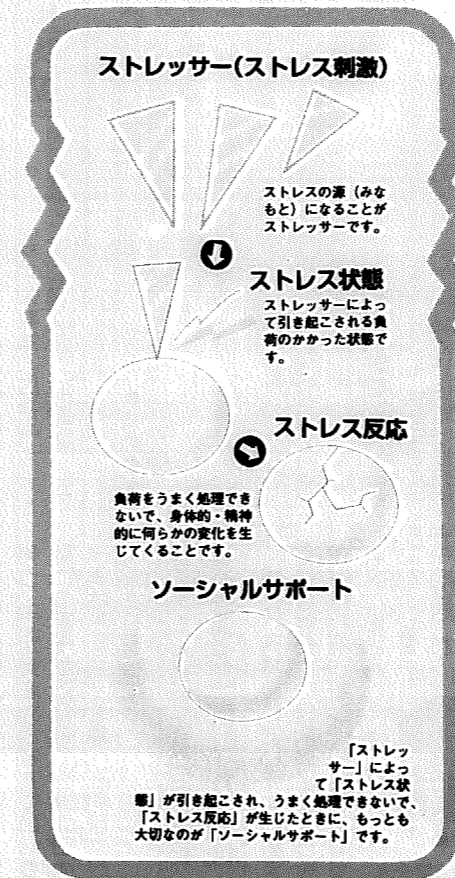 ストレッサー(ストレス刺激)
ストレスの源(みな
もと)になることが
ストレッサーです。
ストレス状態
ストレッサーによっ
て引き起こされる負
荷のかかった状態で
す。
ストレス反応
負荷をうまく処理でき
ないで、身体的・精神
的に何らかの変化を生
じてくることです。
ソーシャルサポート
「ストレッ
サー」によっ
て「ストレス状
態」が引き起こされ、うまく処理できないで、
「ストレス反応」が生じたときに、もっとも
大切なのが「ソーシャルサポート」です。